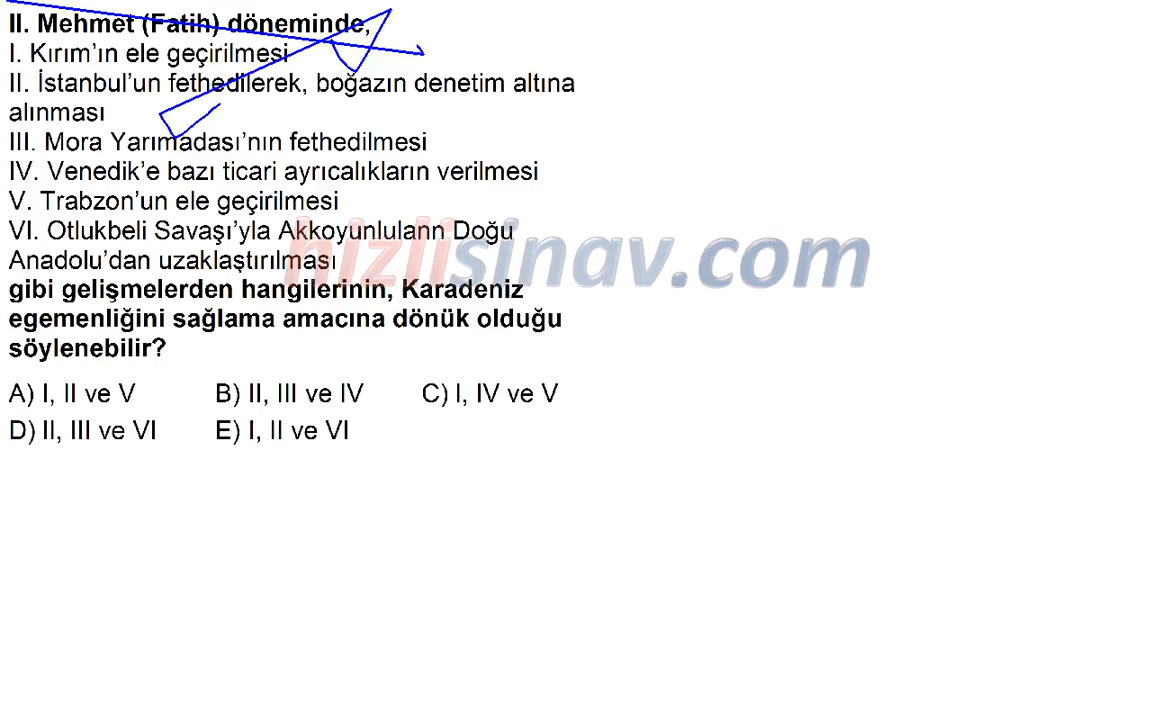 II. Mehmet (Fatih) döneminde,
I. Kırım’ın ele geçirilmesi
II. İstanbul’un fethedilerek, boğazın denetim altına
alınması
III. Mora Yarımadası’nın fethedilmesi
IV. Venedik’e bazı ticari ayrıcalıkların verilmesi
V. Trabzon’un ele geçirilmesi
VI. Otlukbeli Savaşı’yla Akkoyunlulann Doğu
Anadolu’dan uzaklaştırılması
hizlisinav.com
gibi gelişmelerden hangilerinin, Karadeniz
egemenliğini sağlama amacına dönük olduğu
söylenebilir?
A) I, II ve V B) II, III ve IV C) I, IV ve V
D) II, III ve VI E) I, II ve VI